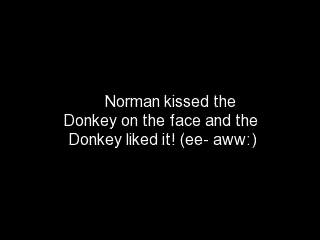 Norman kissed the
Donkey on the face and the
Donkey liked it! (ee- aww:)